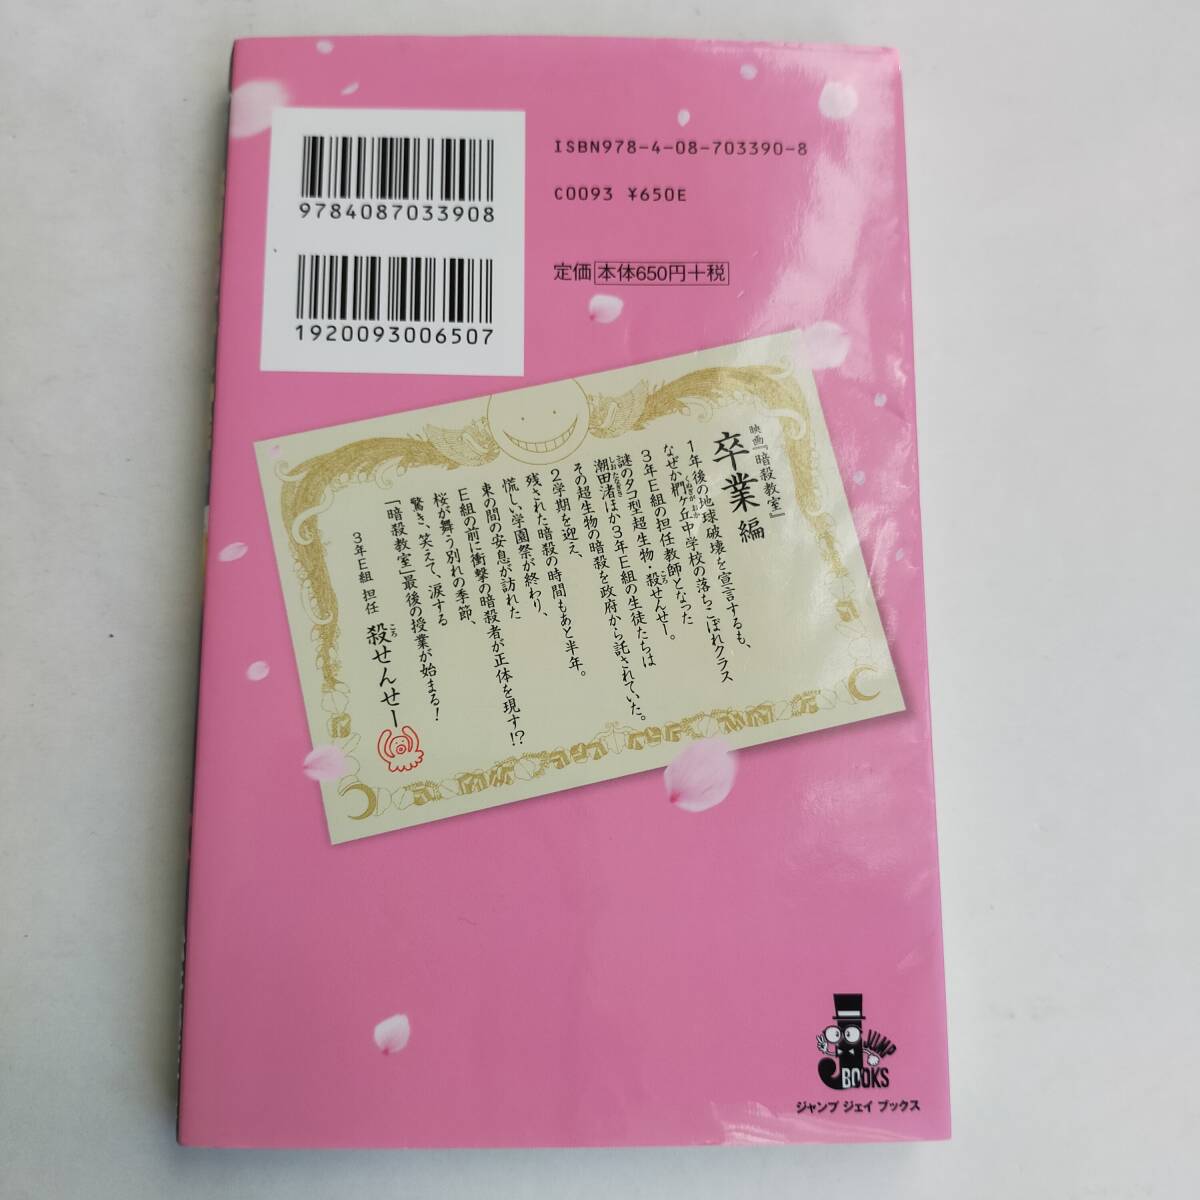 9784087033908
1920093006507
ISBN978-4-08-703390-8
C0093 ¥650E
定価 本体650円+税
映画『暗殺教室』
卒業編
1年後の地球破壊を宣言するも、
なぜか椚ヶ丘中学校の落ちこぼれクラス
3年E組の担任教師となった
謎のタコ型超生物・殺せんせー。
潮田渚ほか3年E組の生徒たちは
その超生物の暗殺を政府から託されていた。
2学期を迎え、
残された暗殺の時間もあと半年。
慌しい学園祭が終わり、
束の間の安息が訪れた
E組の前に衝撃の暗殺者が正体を現す!?
桜が舞う別れの季節、
驚き、笑えて、涙する
「暗殺教室」最後の授業が始まる!
3年E組 担任 殺せんせー
JUMP
J BOOKS
ジャンプ ジェイ ブックス